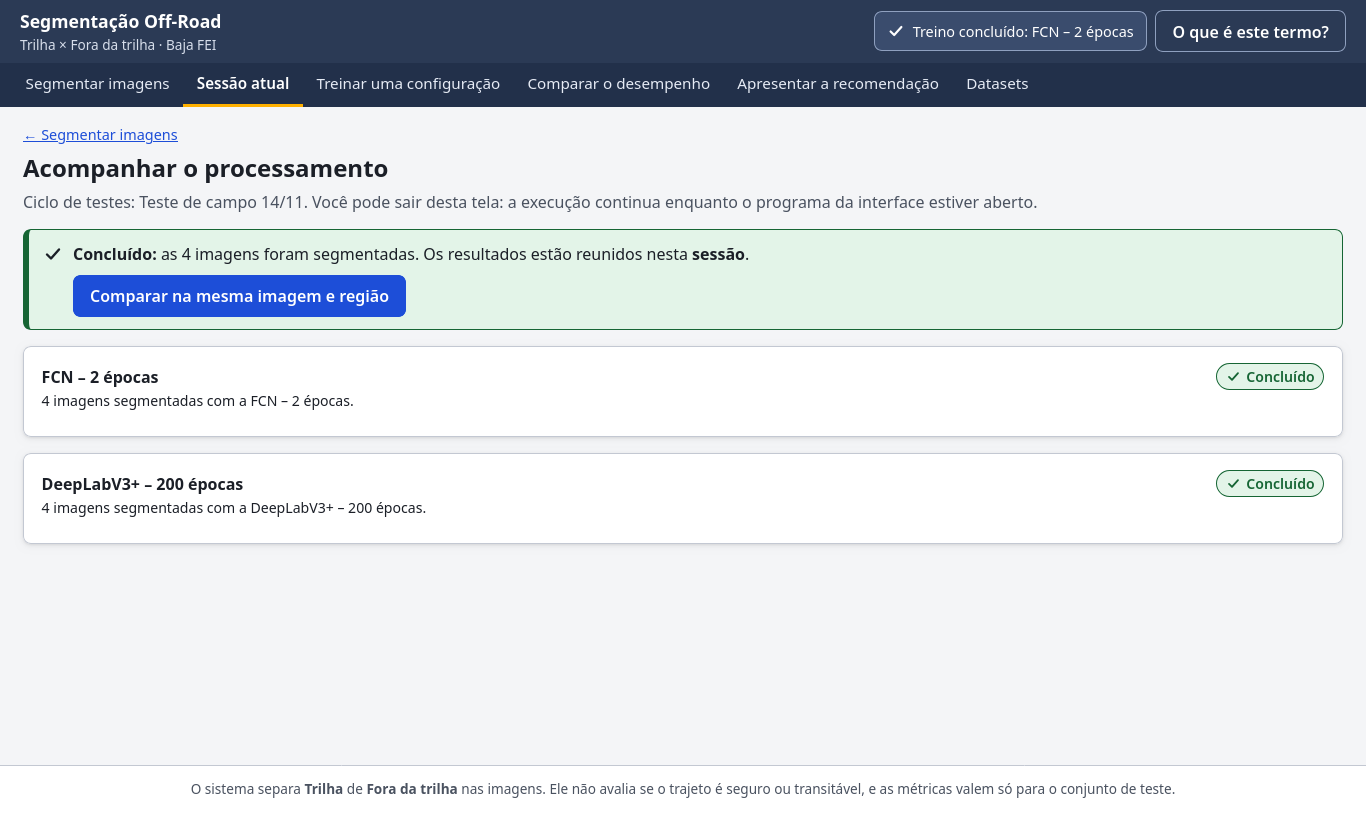 Segmentação Off-Road
Trilha × Fora da trilha · Baja FEI
Treino concluído: FCN – 2 épocas
O que é este termo?
Segmentar imagens
Sessão atual
Treinar uma configuração
Comparar o desempenho
Apresentar a recomendação
Datasets
← Segmentar imagens
Acompanhar o processamento
Ciclo de testes: Teste de campo 14/11. Você pode sair desta tela: a execução continua enquanto o programa da interface estiver aberto.
Concluído: as 4 imagens foram segmentadas. Os resultados estão reunidos nesta sessão.
Comparar na mesma imagem e região
FCN – 2 épocas
Concluído
4 imagens segmentadas com a FCN – 2 épocas.
DeepLabV3+ – 200 épocas
Concluído
4 imagens segmentadas com a DeepLabV3+ – 200 épocas.
O sistema separa Trilha de Fora da trilha nas imagens. Ele não avalia se o trajeto é seguro ou transitável, e as métricas valem só para o conjunto de teste.